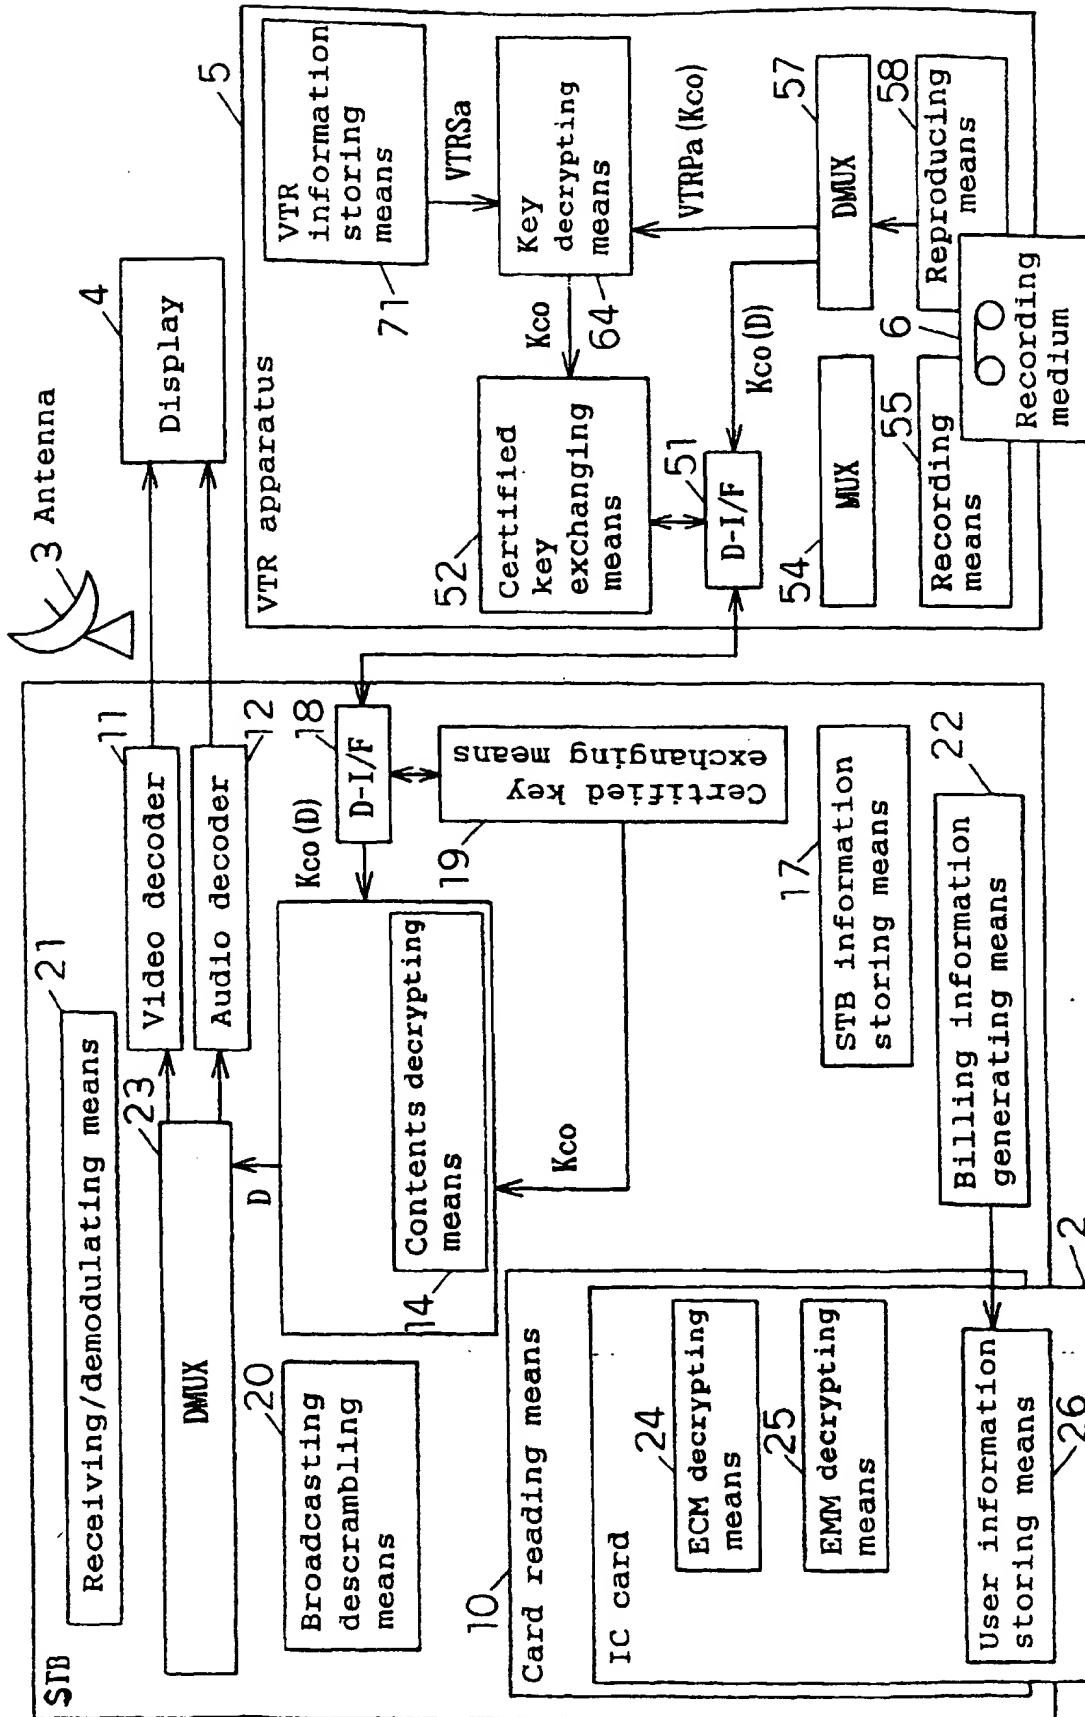 STB
Receiving/demodulating means
21
DMUX
23
Video decoder
11
Audio decoder
12
3 Antenna
Display
4
Broadcasting
descrambling
means
20
D
Contents decrypting
means
14
Kco(D)
D-I/F
18
Certified key
exchanging means
19
Kco
STB information
storing means
17
Billing information
generating means
22
Card reading means
10
IC card
2
ECM decrypting
means
24
EMM decrypting
means
25
User information
storing means
26
VTR apparatus
5
VTR
information
storing
means
71
VTRSa
Key
decrypting
means
64
Kco
VTRPa(Kco)
Certified
key
exchanging
means
52
D-I/F
51
Kco(D)
DMUX
57
MUX
54
Recording
means
55
Reproducing
means
58
6
Recording
medium